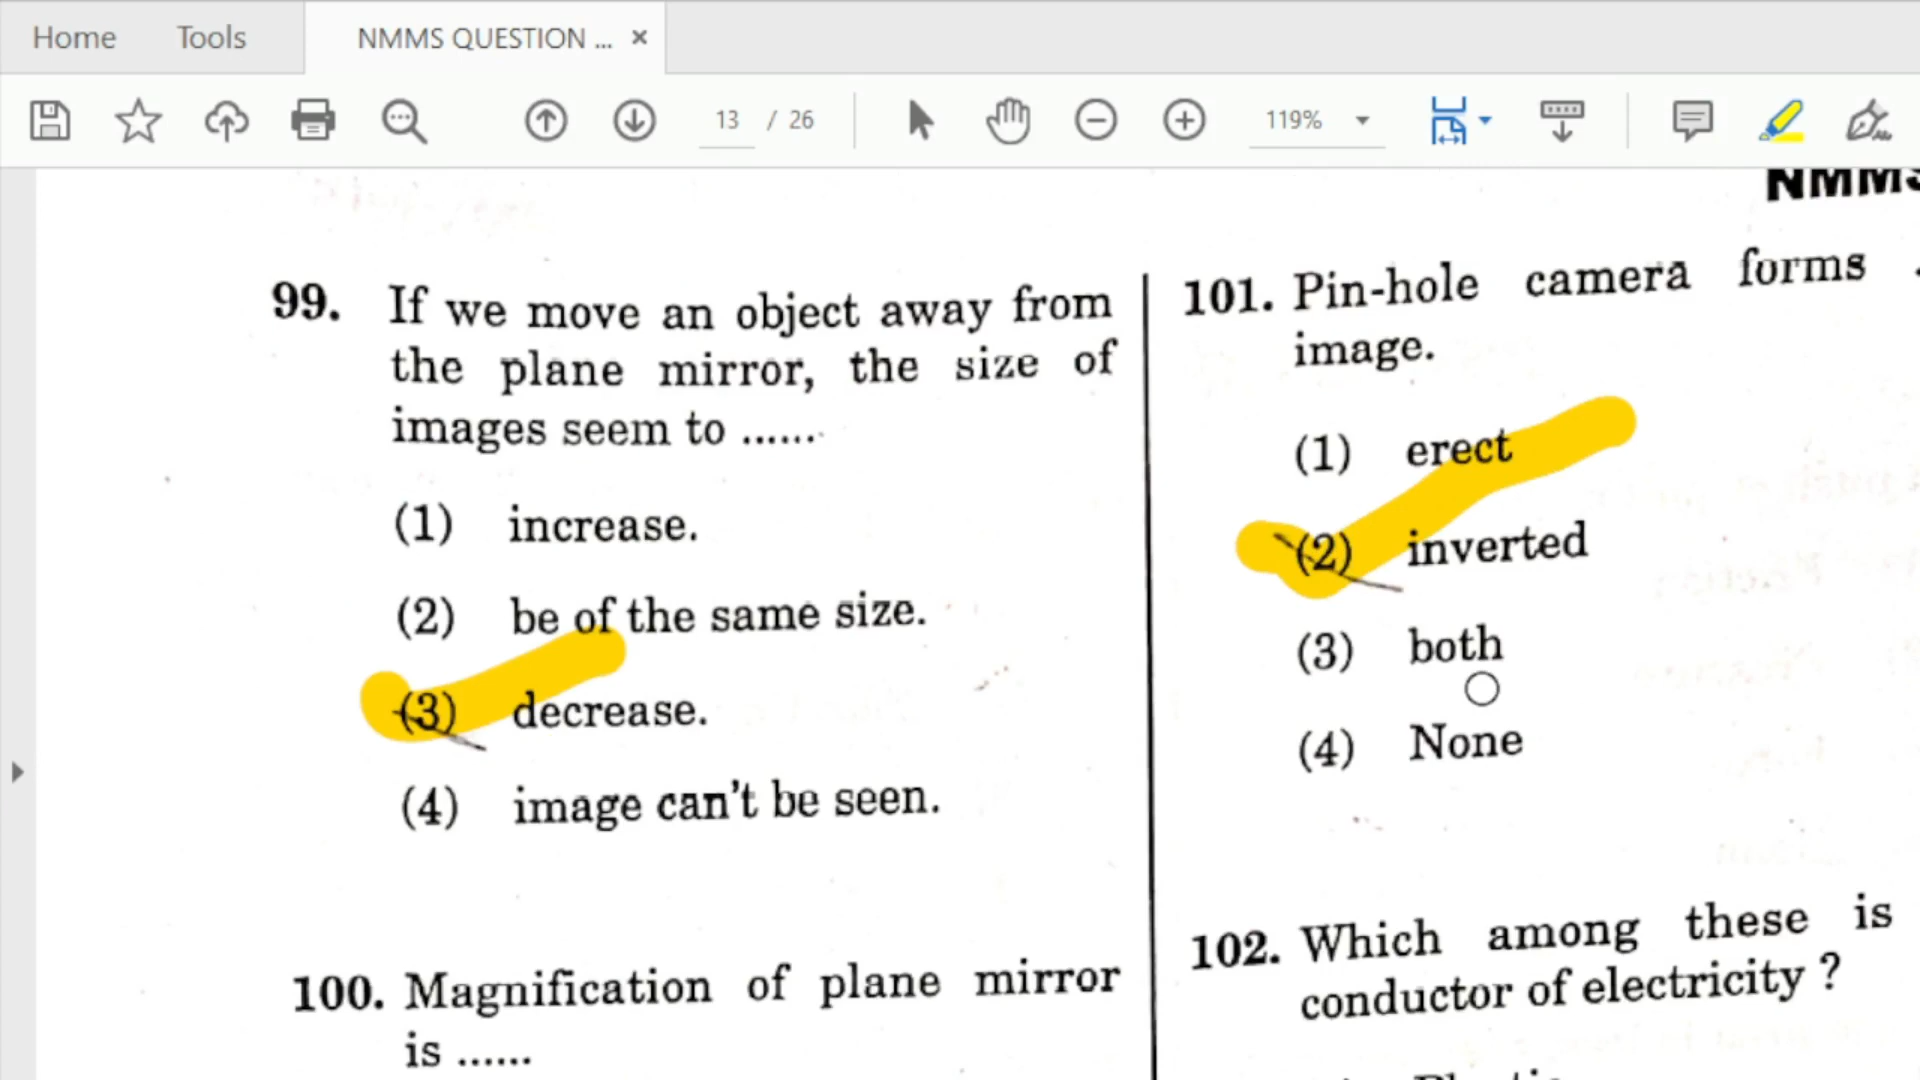 Home Tools NMMS QUESTION ... ×
13 / 26 119%
NMMS
99. If we move an object away from
the plane mirror, the size of
images seem to ......
(1) increase.
(2) be of the same size.
(3) decrease.
(4) image can't be seen.
100. Magnification of plane mirror
is ......
101. Pin-hole camera forms
image.
(1) erect
(2) inverted
(3) both
(4) None
102. Which among these is
conductor of electricity ?